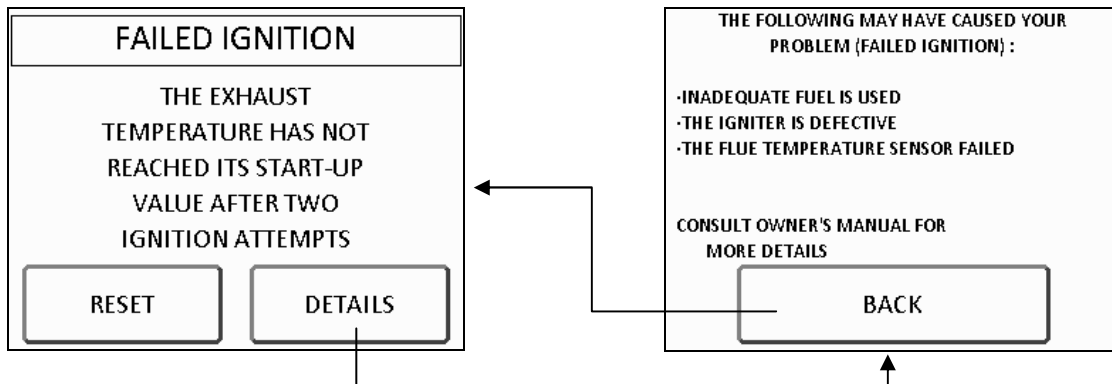 FAILED IGNITION
THE EXHAUST
TEMPERATURE HAS NOT
REACHED ITS START-UP
VALUE AFTER TWO
IGNITION ATTEMPTS
RESET
DETAILS
THE FOLLOWING MAY HAVE CAUSED YOUR
PROBLEM (FAILED IGNITION) :
·INADEQUATE FUEL IS USED
·THE IGNITER IS DEFECTIVE
·THE FLUE TEMPERATURE SENSOR FAILED
CONSULT OWNER'S MANUAL FOR
MORE DETAILS
BACK